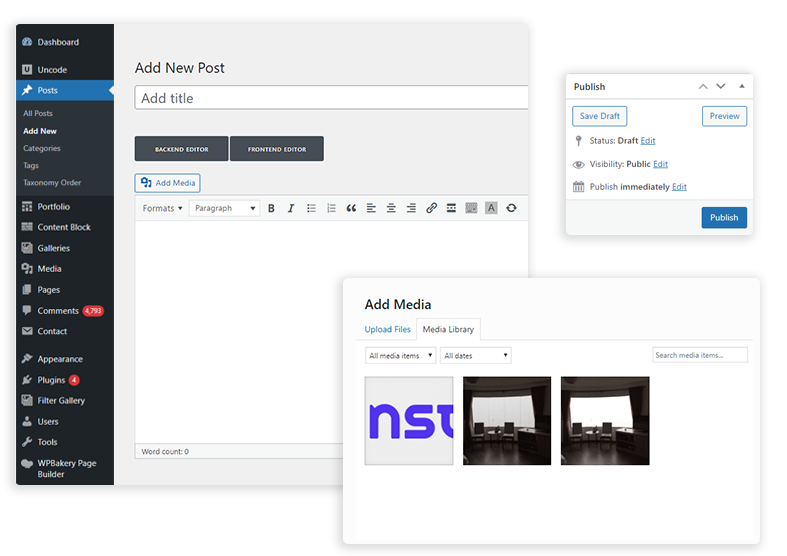 Dashboard
Uncode
Posts
All Posts
Add New
Categories
Tags
Taxonomy Order
Portfolio
Content Block
Galleries
Media
Pages
Comments 4,793
Contact
Appearance
Plugins 4
Filter Gallery
Users
Tools
WPBakery Page
Builder
Add New Post
Add title
BACKEND EDITOR FRONTEND EDITOR
Add Media
Formats Paragraph B I A
Word count: 0
Publish
Save Draft Preview
Status: Draft Edit
Visibility: Public Edit
Publish immediately Edit
Publish
Add Media
Upload Files Media Library
All media items All dates Search media items...
nst